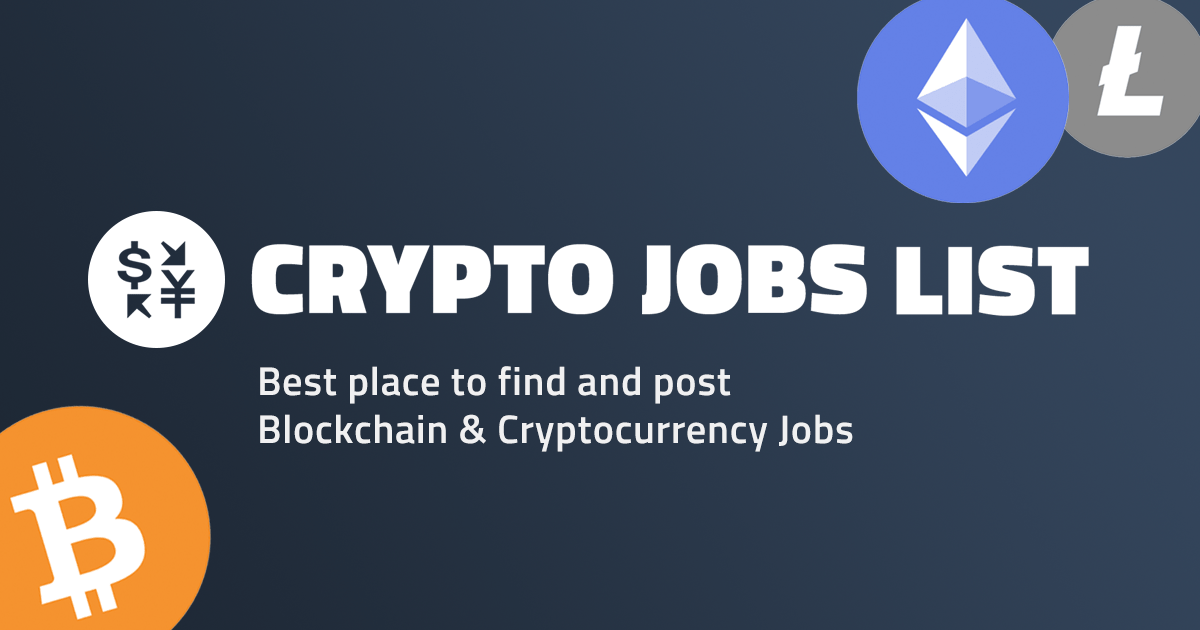 $ ¥
CRYPTO JOBS LIST
Best place to find and post
Blockchain & Cryptocurrency Jobs